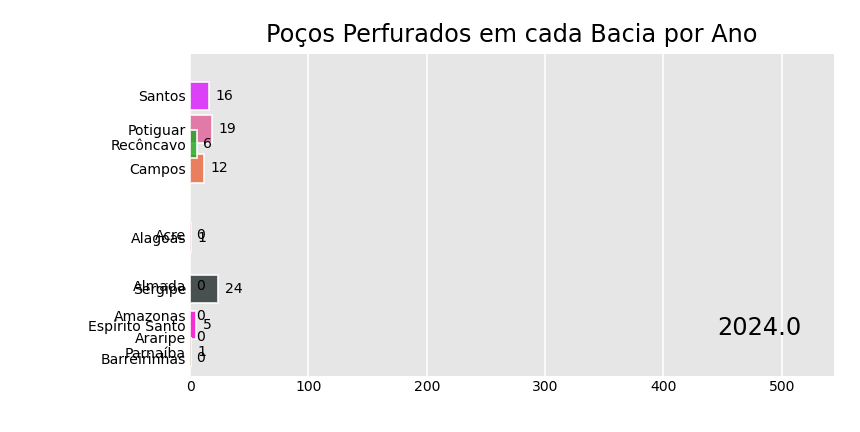 Poços Perfurados em cada Bacia por Ano
Santos 16
Potiguar 19
Recôncavo 6
Campos 12
Acre 0
Alagoas 1
Almada 0
Sergipe 24
Amazonas 0
Espírito Santo 5
2024.0
Araripe 0
Parnaíba 1
Barreirinhas 0
0 100 200 300 400 500